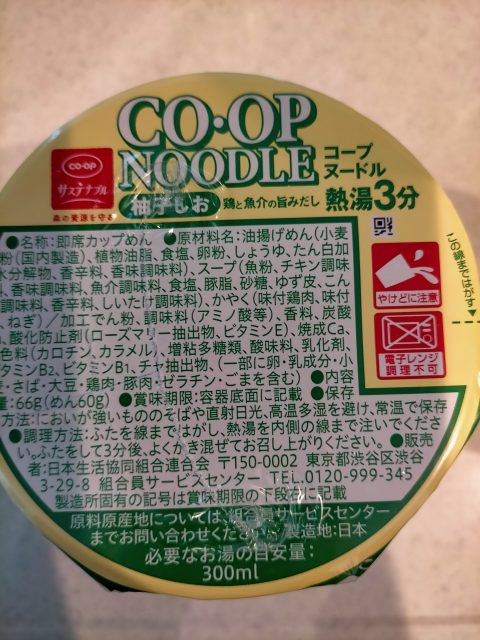 CO·OP
NOODLE
コープ
ヌードル
co-op
サステナブル
森の資源を守る
柚子しお
鶏と魚介の旨みだし
熱湯3分
この線まではがす
やけどに注意
電子レンジ
調理不可
●名称:即席カップめん ●原材料名:油揚げめん(小麦
粉(国内製造)、植物油脂、食塩、卵粉、しょうゆ、たん白加
水分解物、香辛料、香味調味料)、スープ(魚粉、チキン調味
香味調味料、魚介調味料、食塩、豚脂、砂糖、ゆず皮、こん
調味料、香辛料、しいたけ調味料)、かやく(味付鶏肉、味付
、ねぎ)/加工でん粉、調味料(アミノ酸等)、香料、炭酸
、酸化防止剤(ローズマリー抽出物、ビタミンE)、焼成Ca、
色料(カロチン、カラメル)、増粘多糖類、酸味料、乳化剤、
タミンB₂、ビタミンB₁、チャ抽出物、(一部に卵・乳成分・小
麦・さば・大豆・鶏肉・豚肉・ゼラチン・ごまを含む) ●内容
量:66g(めん60g) ●賞味期限:容器底面に記載 ●保存
方法:においが強いもののそばや直射日光、高温多湿を避け、常温で保存
●調理方法:ふたを線まではがし、熱湯を内側の線まで注いでくださ
い。ふたをして3分後、よくかき混ぜてお召し上がりください。 ●販売
者:日本生活協同組合連合会 〒150-0002 東京都渋谷区渋谷
3-29-8 組合員サービスセンター TEL.0120-999-345
製造所固有の記号は賞味期限の下段右に記載
原料原産地については、組合員サービスセンター
までお問い合わせください/製造地:日本
必要なお湯の目安量:
300ml